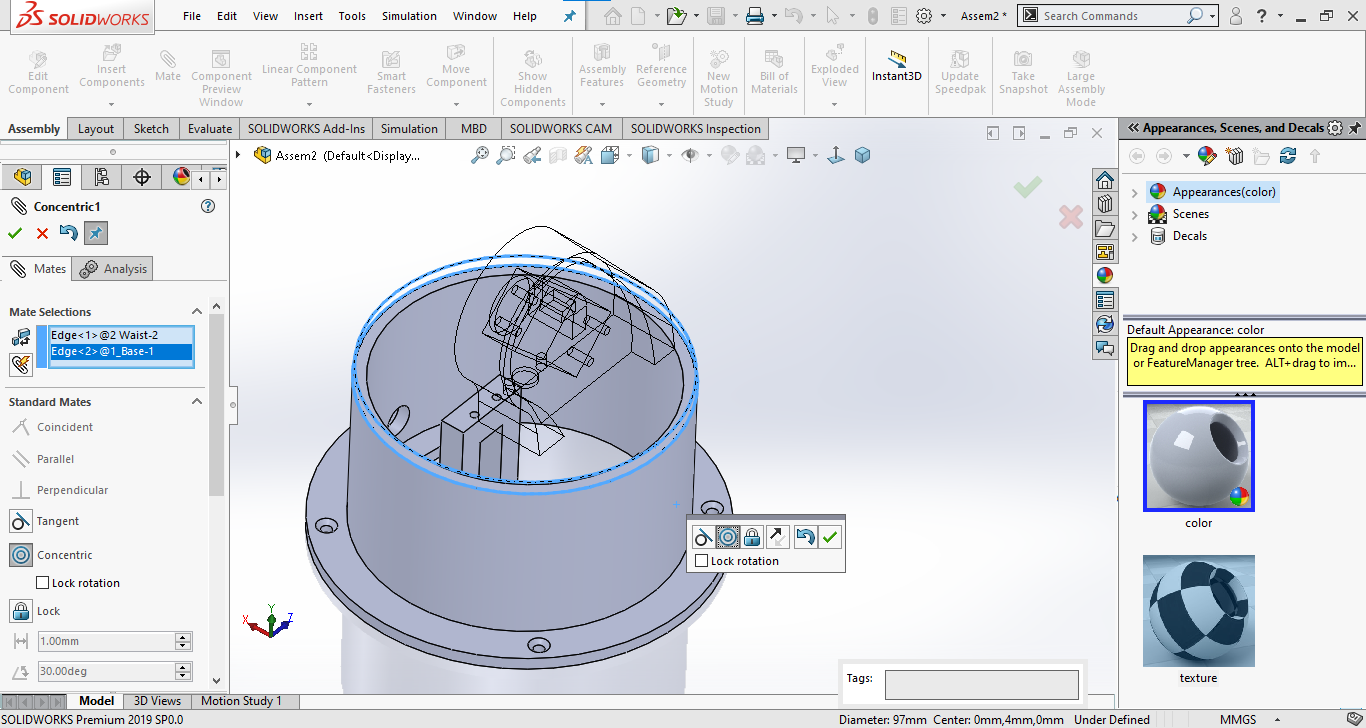 SOLIDWORKS
File Edit View Insert Tools Simulation Window Help
Assem2 *
Search Commands
Edit Component
Insert Components
Mate
Component Preview Window
Linear Component Pattern
Smart Fasteners
Move Component
Show Hidden Components
Assembly Features
Reference Geometry
New Motion Study
Bill of Materials
Exploded View
Instant3D
Update Speedpak
Take Snapshot
Large Assembly Mode
Assembly Layout Sketch Evaluate SOLIDWORKS Add-Ins Simulation MBD SOLIDWORKS CAM SOLIDWORKS Inspection
Assem2 (Default<Display...
Concentric1
Mates Analysis
Mate Selections
Edge<1>@2 Waist-2
Edge<2>@1_Base-1
Standard Mates
Coincident
Parallel
Perpendicular
Tangent
Concentric
Lock rotation
Lock
1.00mm
30.00deg
X Y Z
Lock rotation
Tags:
Appearances, Scenes, and Decals
Appearances(color)
Scenes
Decals
Default Appearance: color
Drag and drop appearances onto the model
or FeatureManager tree. ALT+drag to im...
color
texture
Model 3D Views Motion Study 1
SOLIDWORKS Premium 2019 SP0.0
Diameter: 97mm Center: 0mm,4mm,0mm Under Defined
MMGS